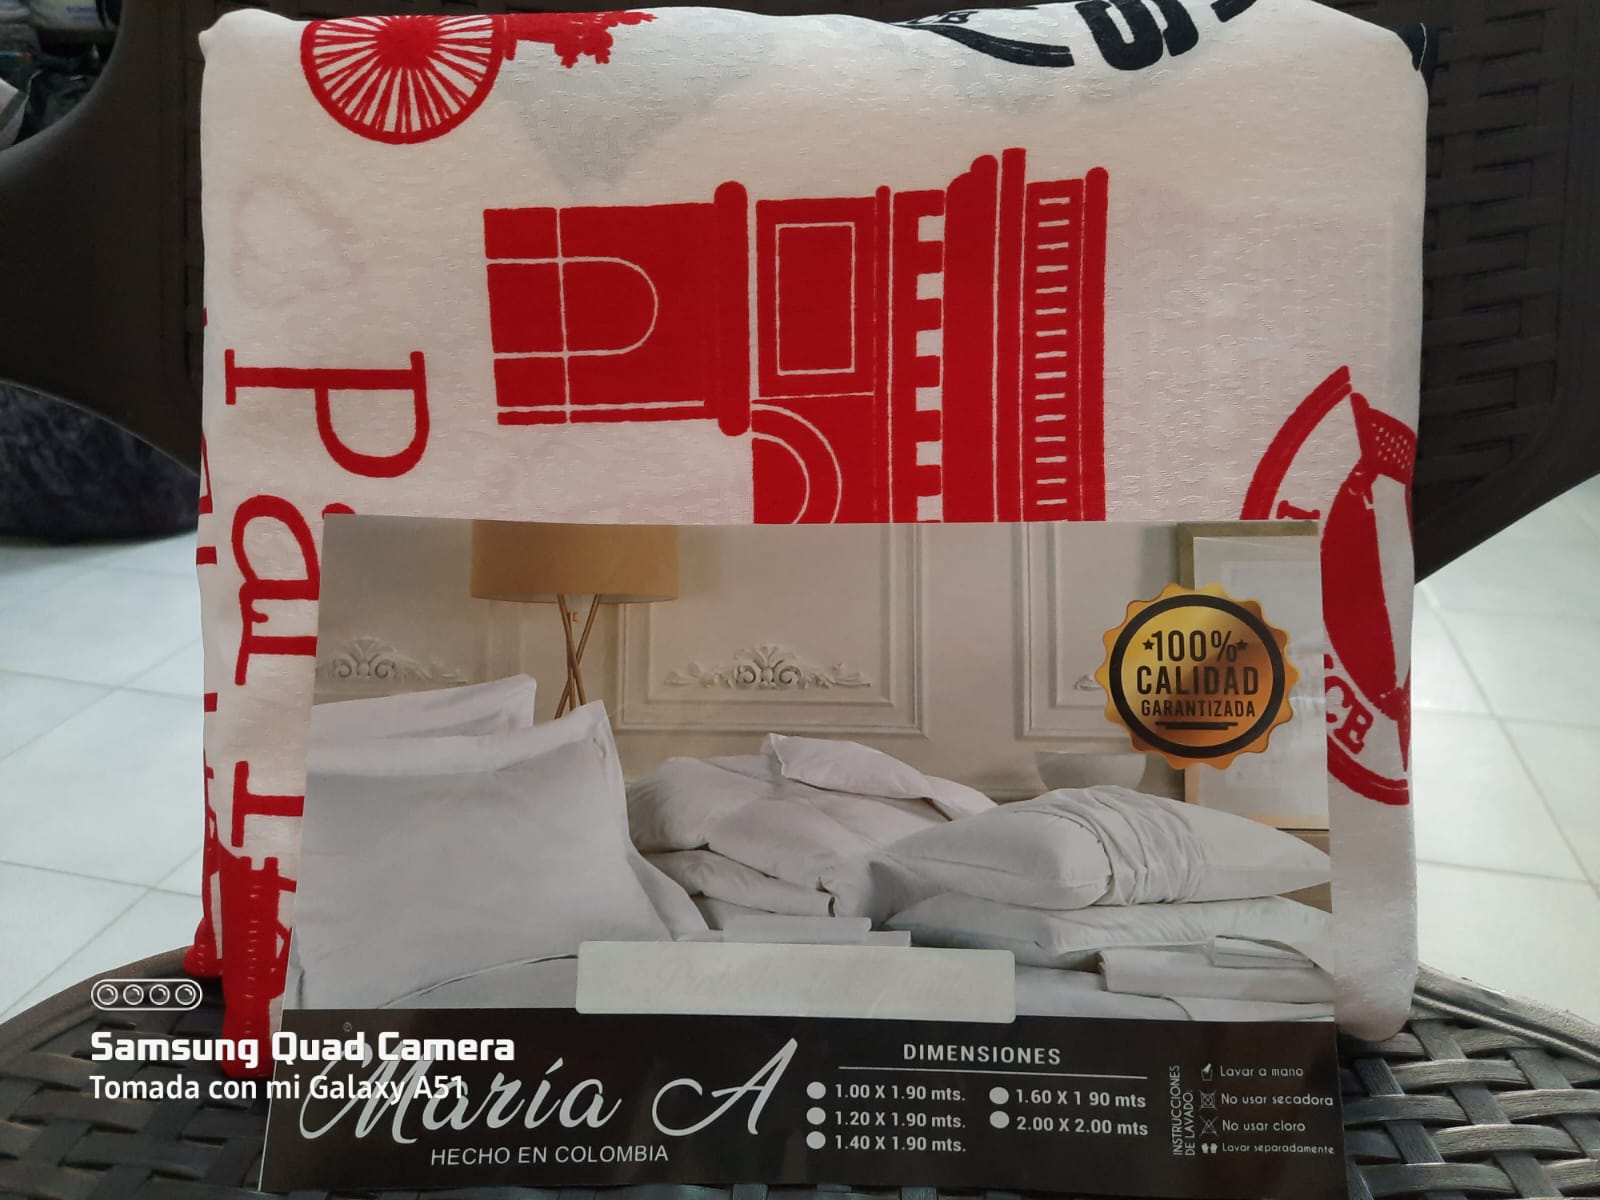 Paris
100%
CALIDAD
GARANTIZADA
Samsung Quad Camera
Tomada con mi Galaxy A51
María A
HECHO EN COLOMBIA
DIMENSIONES
1.00 X 1.90 mts.
1.20 X 1.90 mts.
1.40 X 1.90 mts.
1.60 X 1 90 mts
2.00 X 2.00 mts
INSTRUCCIONES
DE LAVADO:
Lavar a mano
No usar secadora
No usar cloro
Lavar separadamente